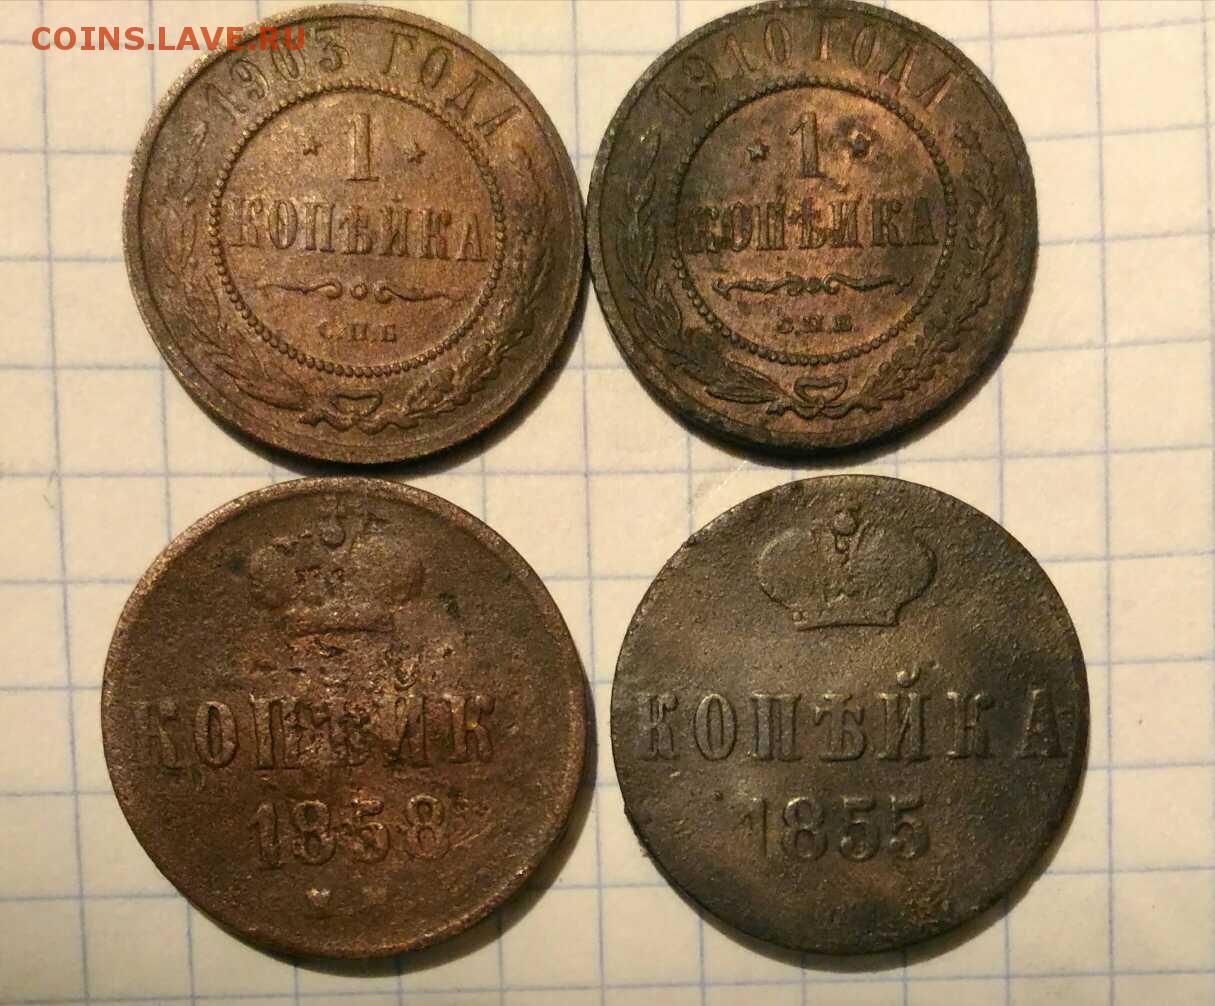 COINS.LAVE.RU
1903 ГОДА
1
КОПѢЙКА
С.П.Б
1910 ГОДА
1
КОПѢЙКА
С.П.Б.
КОПѢЙК
1858
КОПѢЙКА
1855